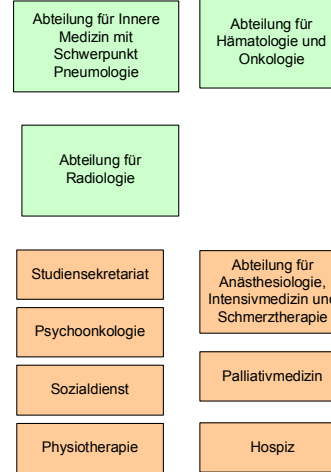 Abteilung für Innere
Medizin mit
Schwerpunkt
Pneumologie
Abteilung für
Hämatologie und
Onkologie
Abteilung für
Radiologie
Studiensekretariat
Psychoonkologie
Sozialdienst
Physiotherapie
Abteilung für
Anästhesiologie,
Intensivmedizin und
Schmerztherapie
Palliativmedizin
Hospiz